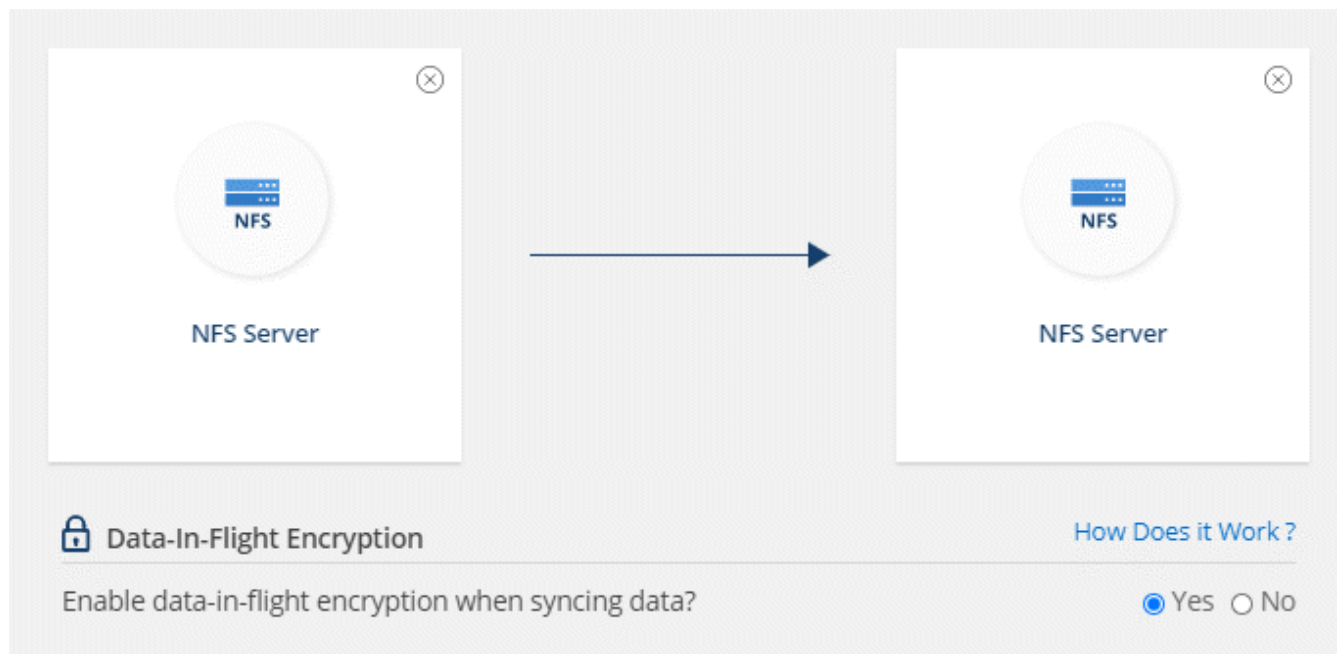 NFS
NFS Server
NFS
NFS Server
Data-In-Flight Encryption
How Does it Work ?
Enable data-in-flight encryption when syncing data?
Yes No